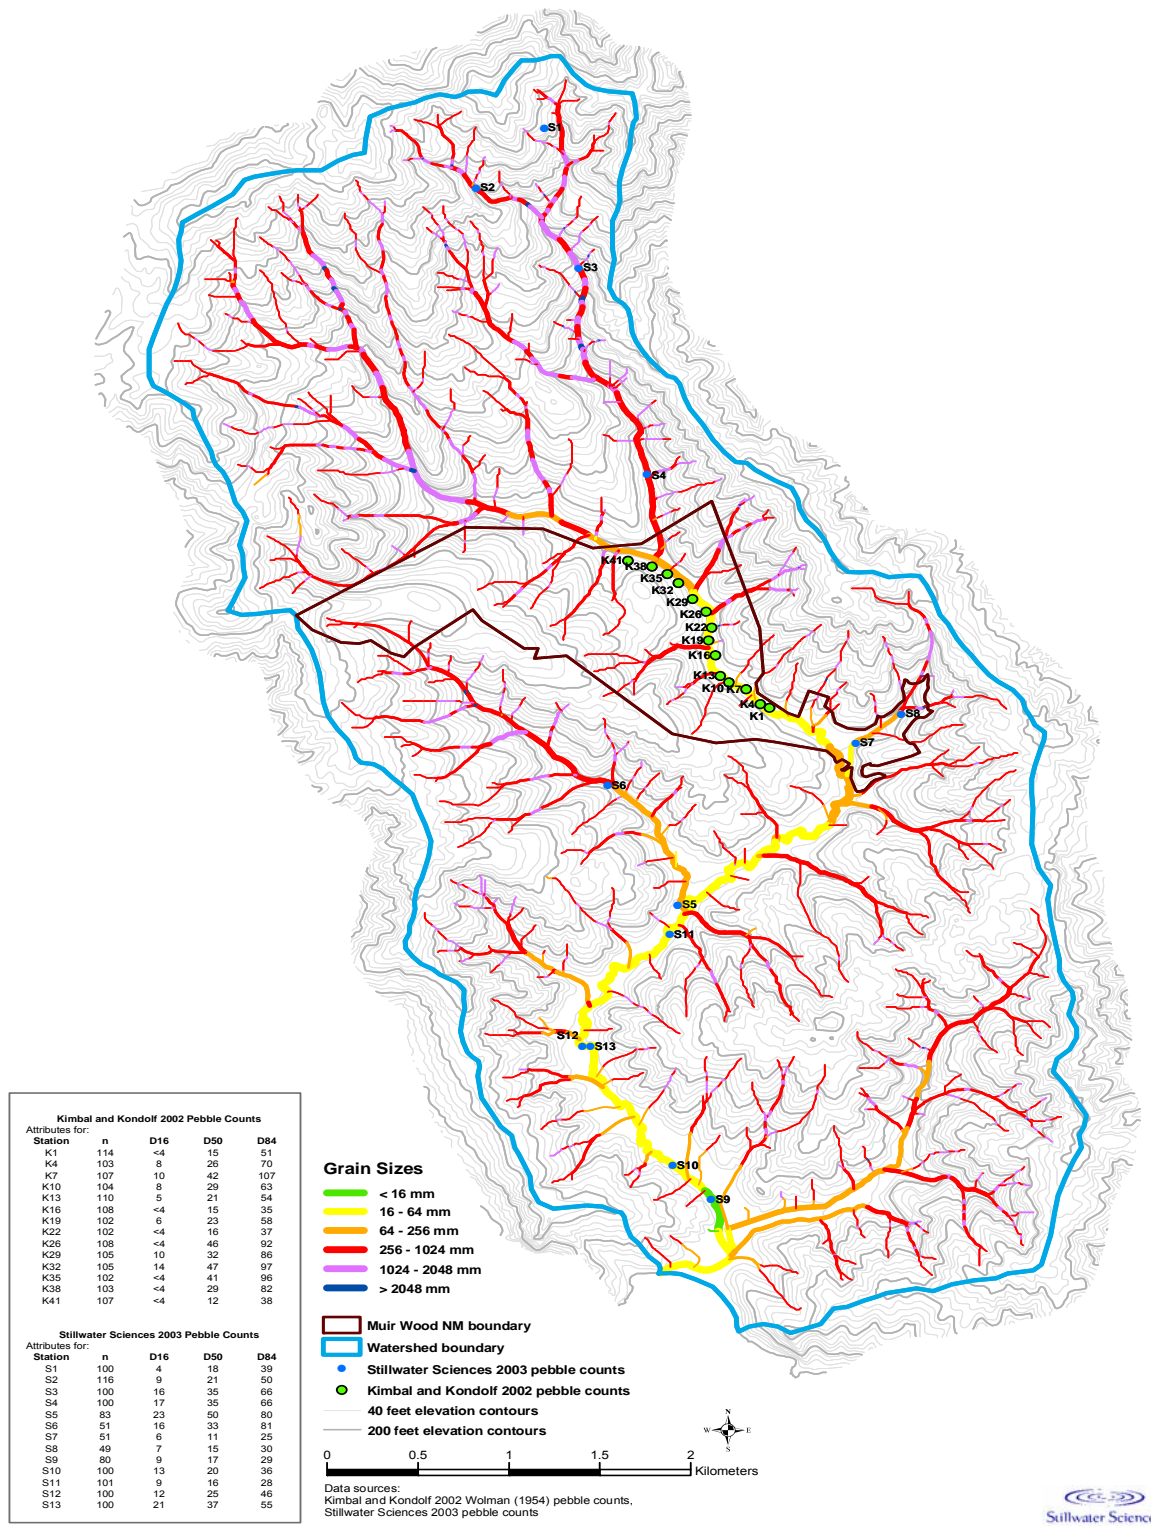 S1
S2
S3
S4
K41
K38
K35
K32
K29
K26
K22
K19
K16
K13
K10
K7
K4
K1
S8
S7
S6
S5
S11
S12
S13
S10
S9
Kimbal and Kondolf 2002 Pebble Counts
Attributes for:
Station n D16 D50 D84
K1 114 <4 15 51
K4 103 8 26 70
K7 107 10 42 107
K10 104 8 29 63
K13 110 5 21 54
K16 108 <4 15 35
K19 102 6 23 58
K22 102 <4 16 37
K26 108 <4 46 92
K29 105 10 32 86
K32 105 14 47 97
K35 102 <4 41 96
K38 103 <4 29 82
K41 107 <4 12 38
Stillwater Sciences 2003 Pebble Counts
Attributes for:
Station n D16 D50 D84
S1 100 4 18 39
S2 116 9 21 50
S3 100 16 35 66
S4 100 17 35 66
S5 83 23 50 80
S6 51 16 33 81
S7 51 6 11 25
S8 49 7 15 30
S9 80 9 17 29
S10 100 13 20 36
S11 101 9 16 28
S12 100 12 25 46
S13 100 21 37 55
Grain Sizes
< 16 mm
16 - 64 mm
64 - 256 mm
256 - 1024 mm
1024 - 2048 mm
> 2048 mm
Muir Wood NM boundary
Watershed boundary
Stillwater Sciences 2003 pebble counts
Kimbal and Kondolf 2002 pebble counts
40 feet elevation contours
200 feet elevation contours
N
W E
S
0 0.5 1 1.5 2
Kilometers
Data sources:
Kimbal and Kondolf 2002 Wolman (1954) pebble counts,
Stillwater Sciences 2003 pebble counts
Stillwater Scienc